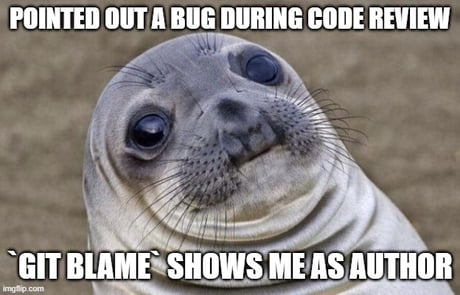 POINTED OUT A BUG DURING CODE REVIEW
`GIT BLAME` SHOWS ME AS AUTHOR
imgflip.com